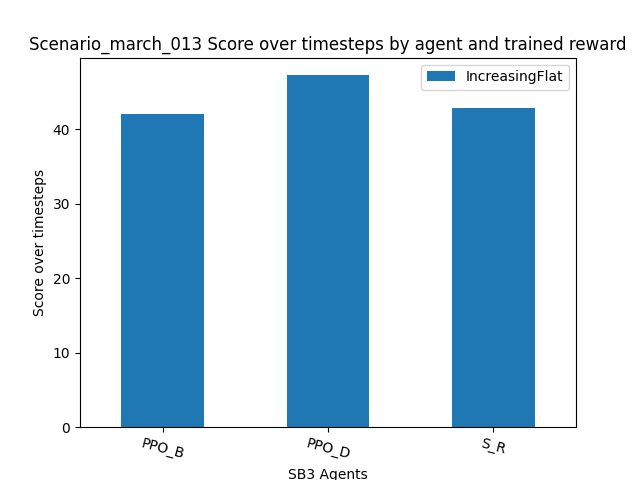 Scenario_march_013 Score over timesteps by agent and trained reward
IncreasingFlat
Score over timesteps
40
30
20
10
0
PPO_B
PPO_D
S_R
SB3 Agents